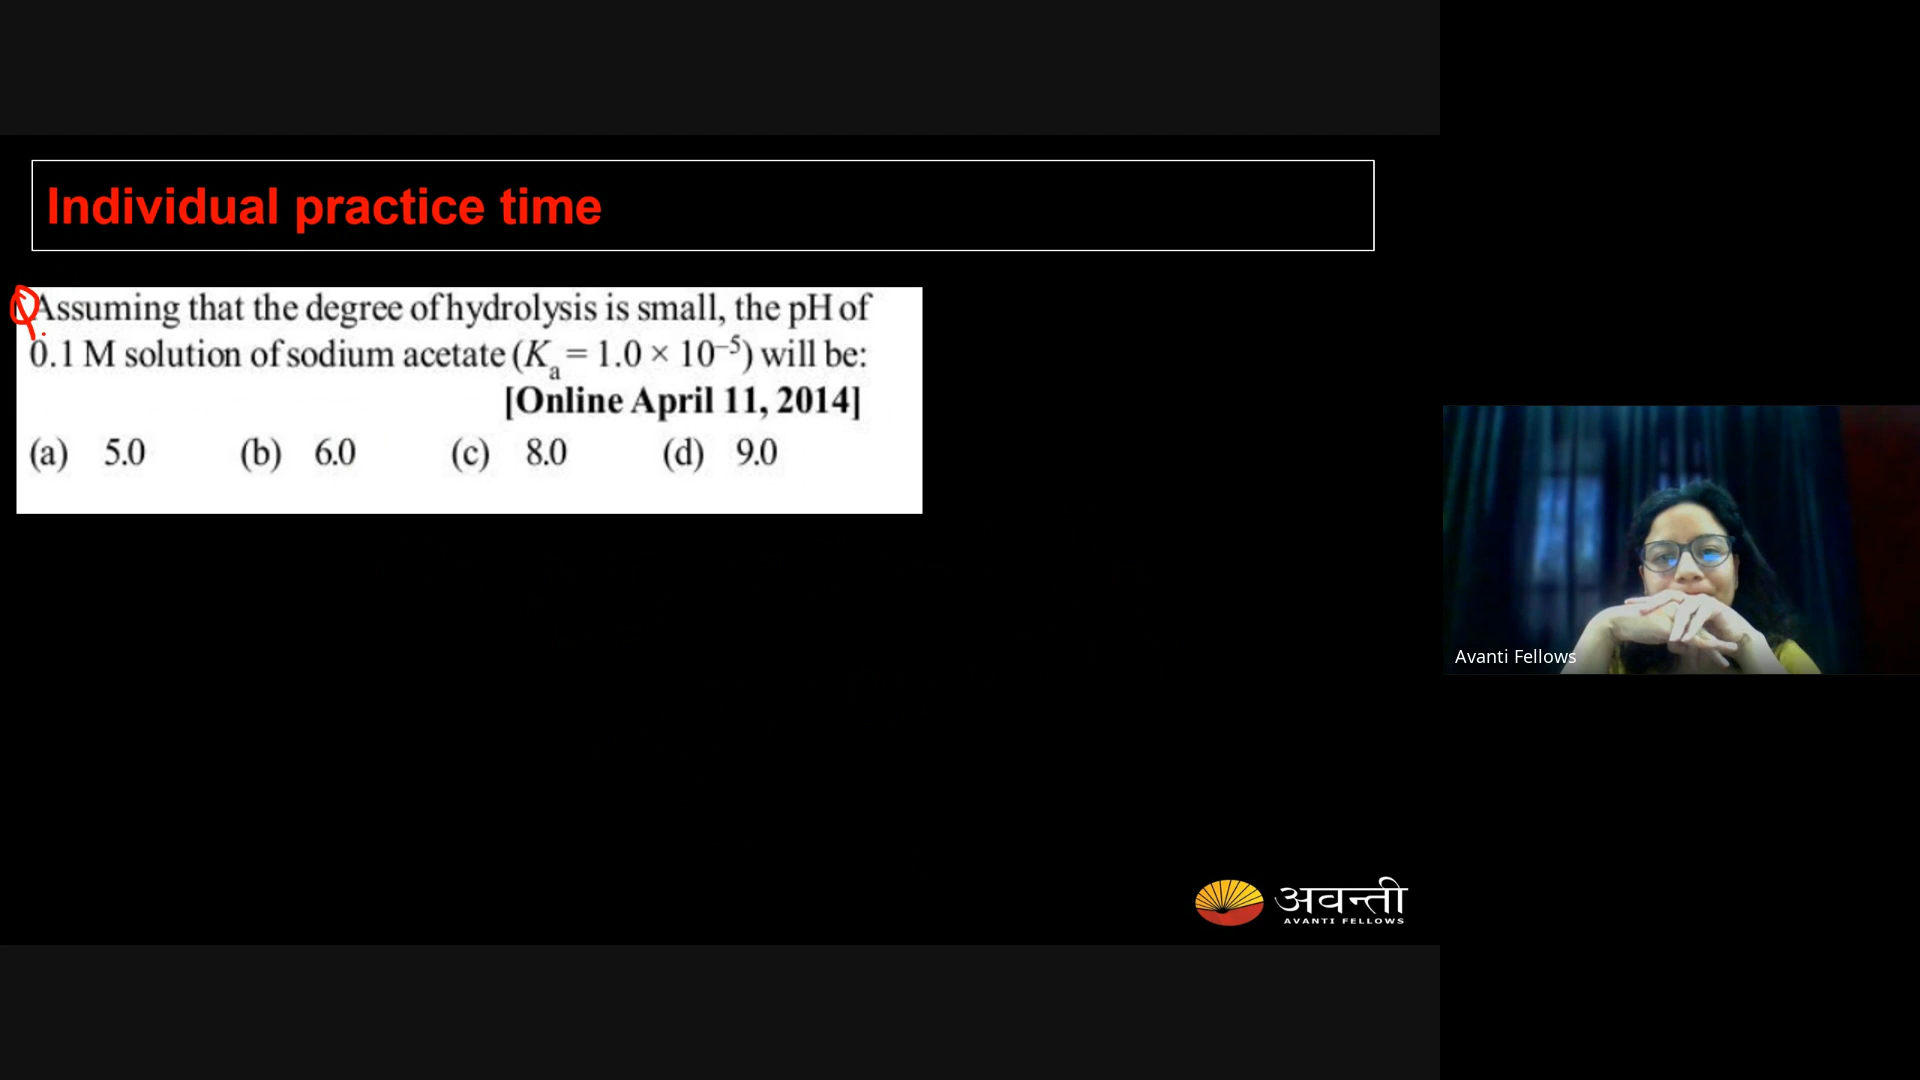 Individual practice time
Q.
Assuming that the degree of hydrolysis is small, the pH of
0.1 M solution of sodium acetate (Kₐ = 1.0 × 10⁻⁵) will be:
[Online April 11, 2014]
(a) 5.0 (b) 6.0 (c) 8.0 (d) 9.0
Avanti Fellows
अवन्ती
AVANTI FELLOWS